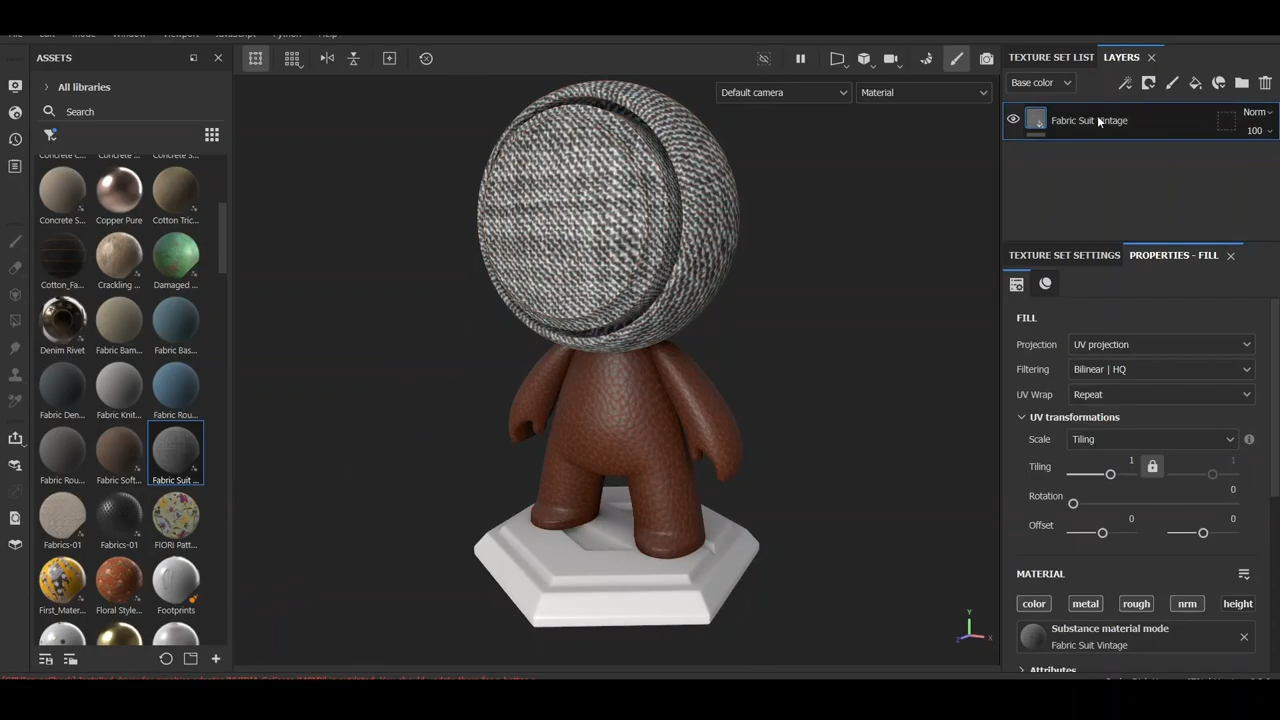 ASSETS
TEXTURE SET LIST
LAYERS
All libraries
Base color
Search
Default camera
Material
Fabric Suit Vintage
Norm
100
Concrete S...
Copper Pure
Cotton Tric...
TEXTURE SET SETTINGS
PROPERTIES - FILL
Cotton_Fa...
Crackling ...
Damaged ...
FILL
Projection
UV projection
Denim Rivet
Fabric Bam...
Fabric Bas...
Filtering
Bilinear | HQ
UV Wrap
Repeat
Fabric Den...
Fabric Knit...
Fabric Rou...
UV transformations
Scale
Tiling
Tiling
1
1
Fabric Rou...
Fabric Soft...
Fabric Suit ...
Rotation
0
Offset
0
0
Fabrics-01
Fabrics-01
FIORI Patt...
MATERIAL
color
metal
rough
nrm
height
First_Mater...
Floral Style...
Footprints
Substance material mode
Fabric Suit Vintage
Y
Z
X
Attributes